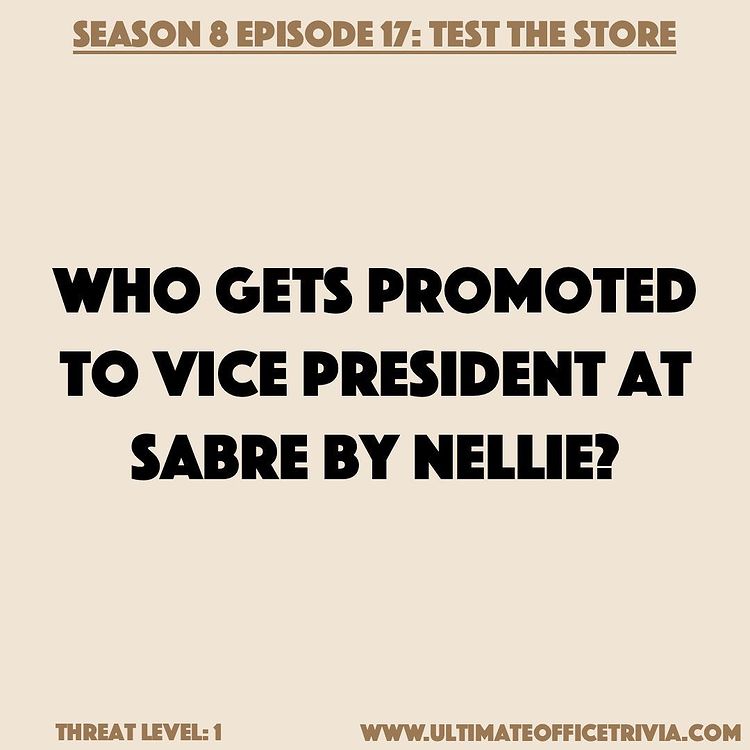 SEASON 8 EPISODE 17: TEST THE STORE
WHO GETS PROMOTED
TO VICE PRESIDENT AT
SABRE BY NELLIE?
THREAT LEVEL: 1
WWW.ULTIMATEOFFICETRIVIA.COM